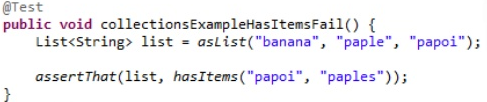 @Test
public void collectionsExampleHasItemsFail() {
    List<String> list = asList("banana", "paple", "papoi");
    assertThat(list, hasItems("papoi", "paples"));
}